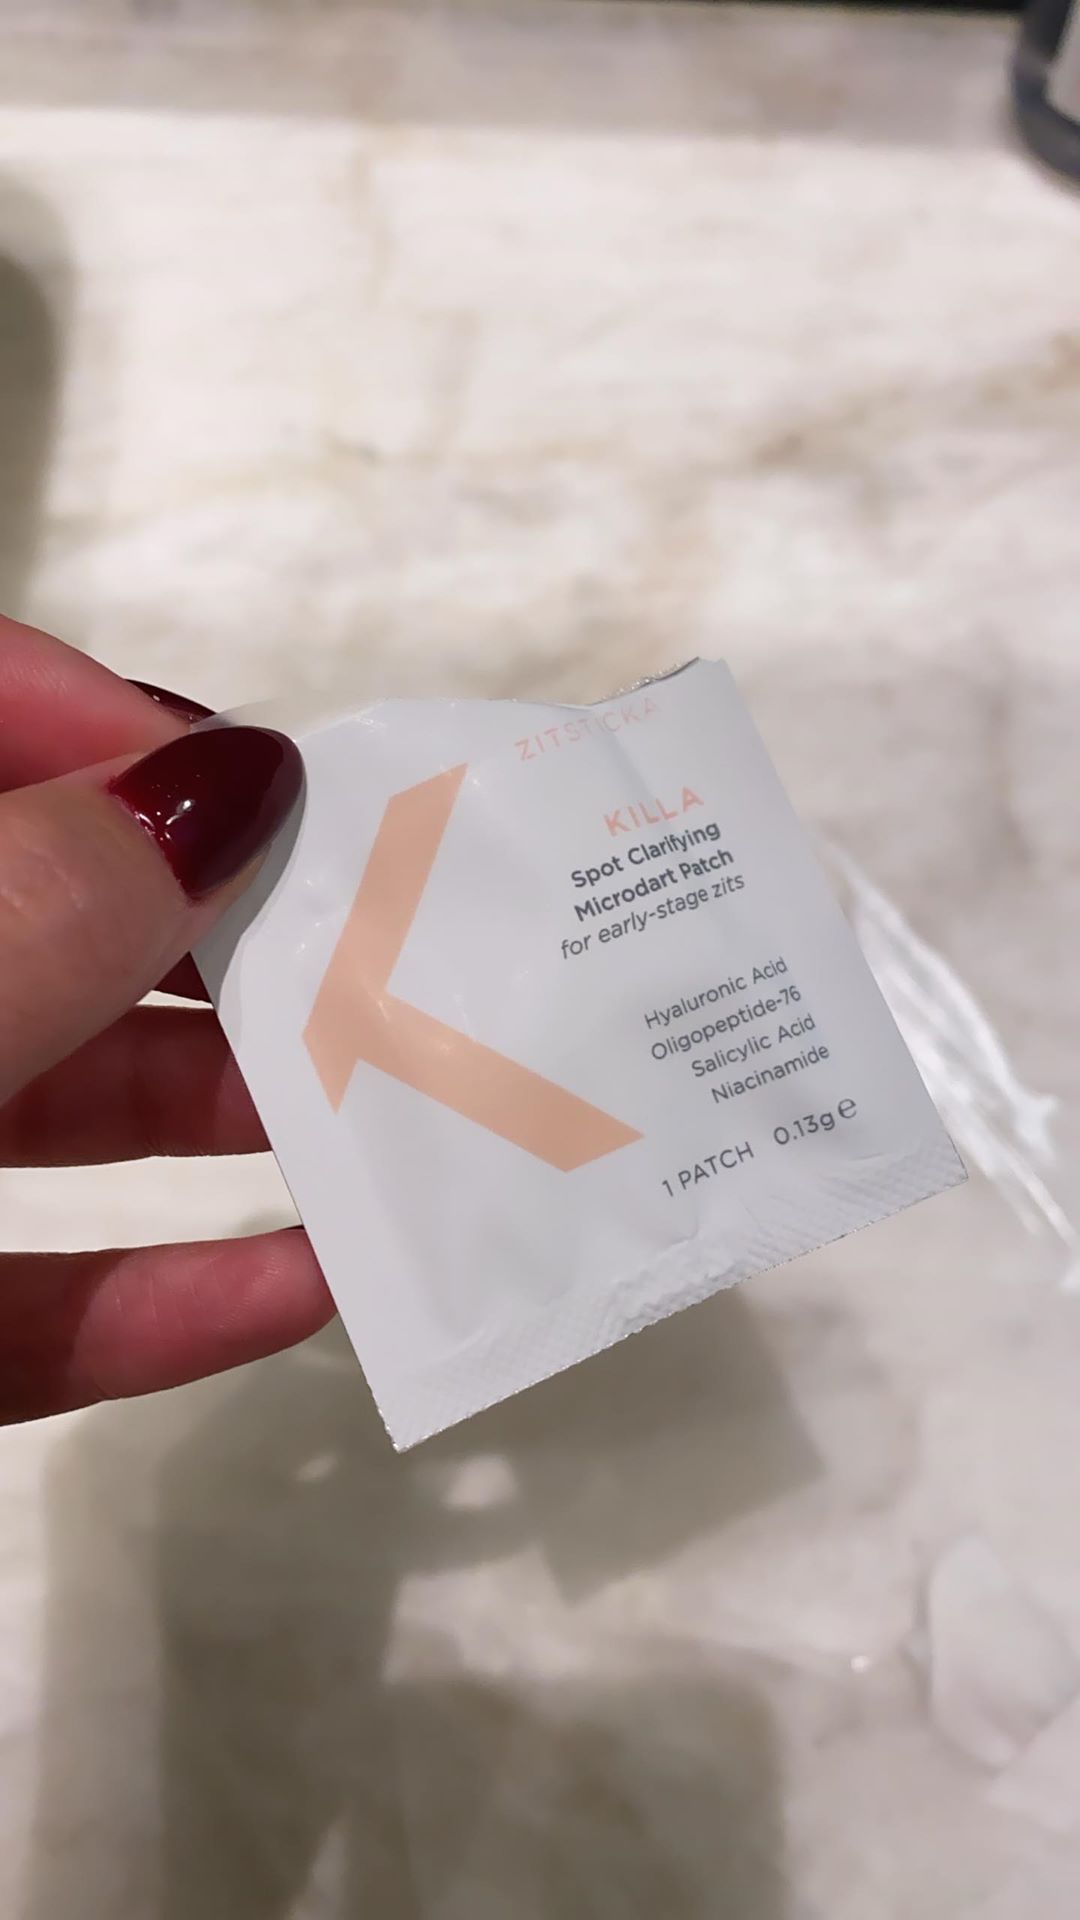 ZITSTICKA
KILLA
Spot Clarifying
Microdart Patch
for early-stage zits
Hyaluronic Acid
Oligopeptide-76
Salicylic Acid
Niacinamide
1 PATCH 0.13g ℮